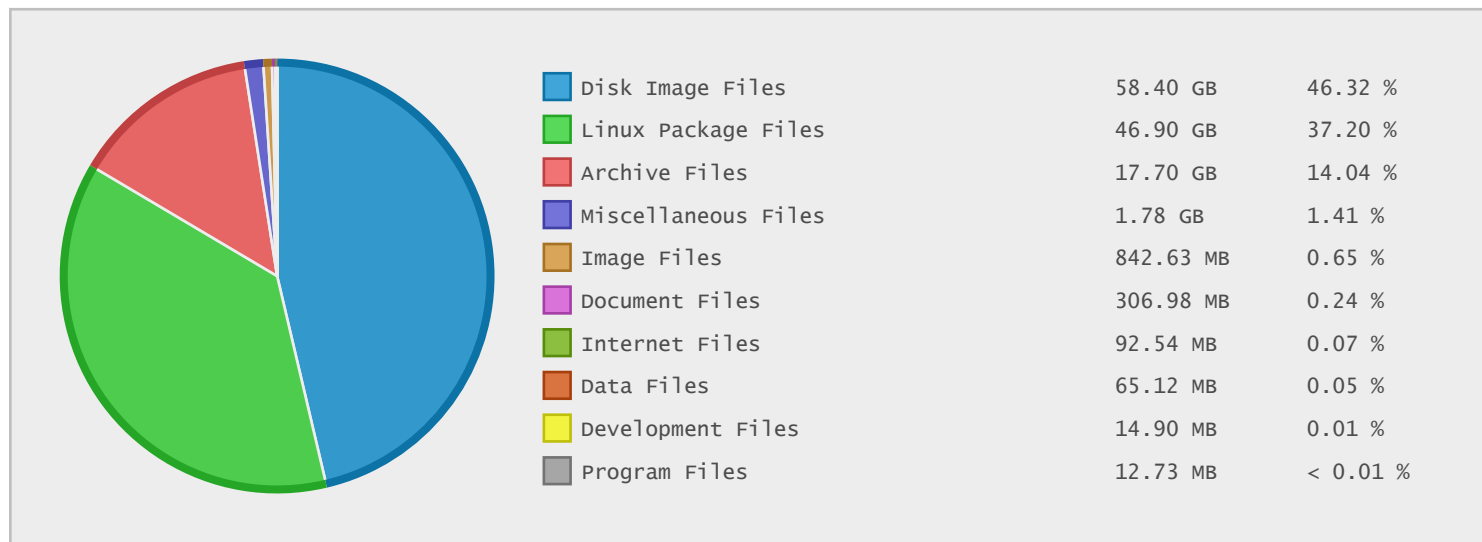 Disk Image Files 58.40 GB 46.32 %
Linux Package Files 46.90 GB 37.20 %
Archive Files 17.70 GB 14.04 %
Miscellaneous Files 1.78 GB 1.41 %
Image Files 842.63 MB 0.65 %
Document Files 306.98 MB 0.24 %
Internet Files 92.54 MB 0.07 %
Data Files 65.12 MB 0.05 %
Development Files 14.90 MB 0.01 %
Program Files 12.73 MB < 0.01 %